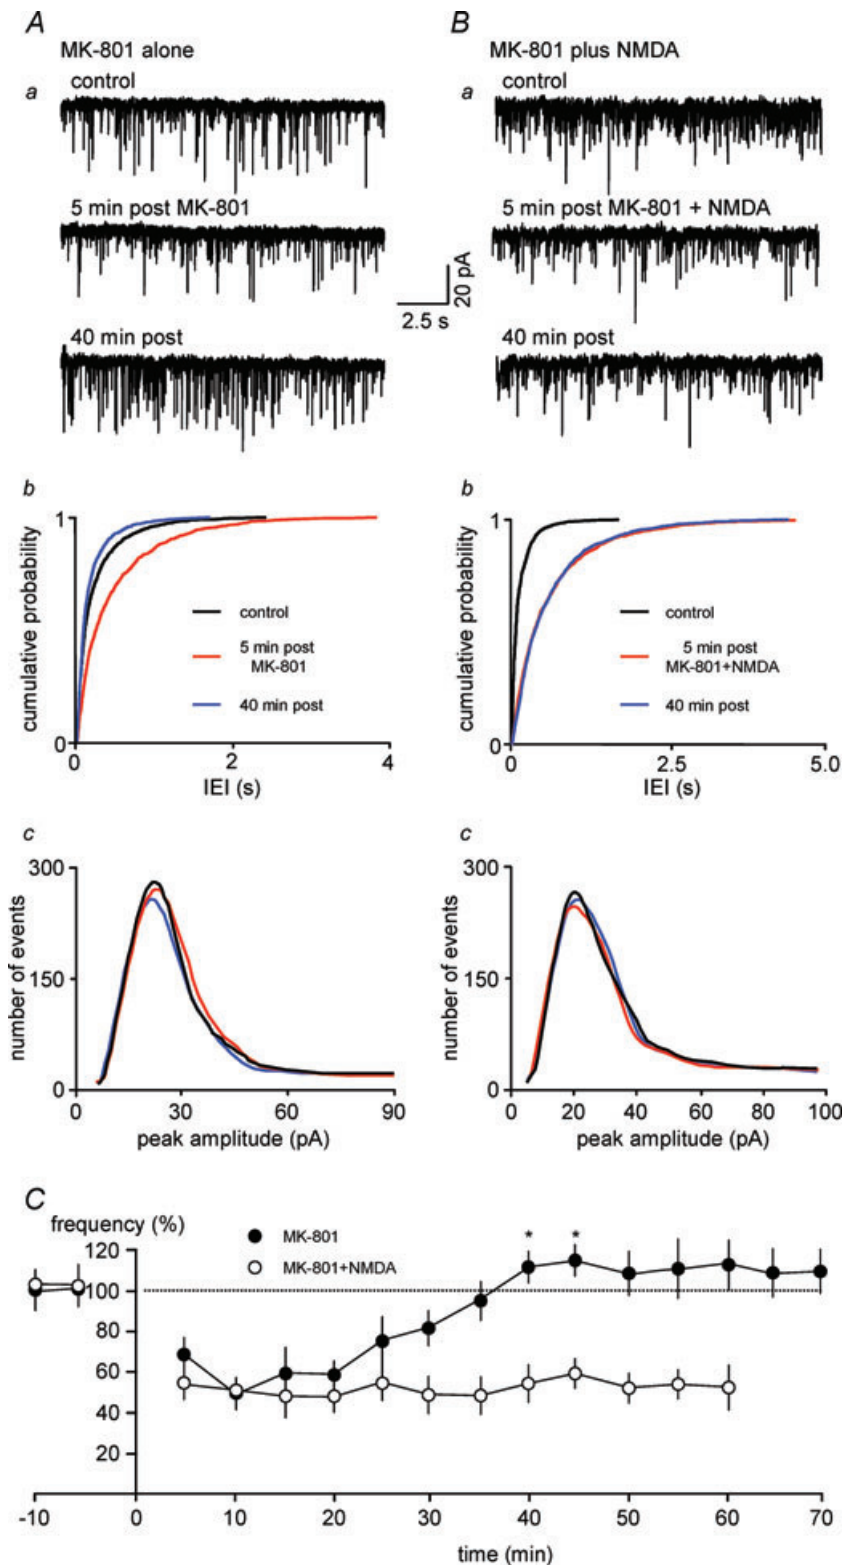 A
MK-801 alone
control
a
5 min post MK-801
40 min post
20 pA
2.5 s
B
MK-801 plus NMDA
control
a
5 min post MK-801 + NMDA
40 min post
b
1
cumulative probability
control
5 min post
MK-801
40 min post
0
0 2 4
IEI (s)
b
1
cumulative probability
control
5 min post
MK-801+NMDA
40 min post
0
0 2.5 5.0
IEI (s)
c
300
number of events
150
0
0 30 60 90
peak amplitude (pA)
c
300
number of events
150
0
0 20 40 60 80 100
peak amplitude (pA)
C
frequency (%)
MK-801
MK-801+NMDA
* *
120
100
80
60
40
20
-10 0 10 20 30 40 50 60 70
time (min)